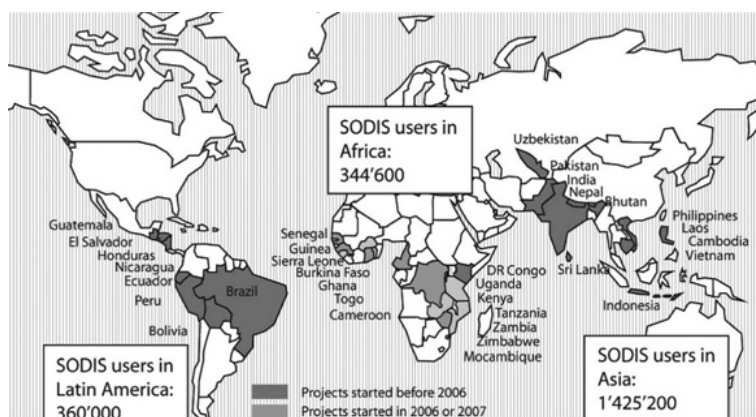 SODIS users in
Africa:
344'600
Uzbekistan
Pakistan
India
Nepal
Bhutan
Guatemala
El Salvador
Honduras
Nicaragua
Ecuador
Peru
Brazil
Bolivia
Senegal
Guinea
Sierra Leone
Burkina Faso
Ghana
Togo
Cameroon
DR Congo
Uganda
Kenya
Tanzania
Zambia
Zimbabwe
Mocambique
Sri Lanka
Philippines
Laos
Cambodia
Vietnam
Indonesia
SODIS users in
Latin America:
360'000
Projects started before 2006
Projects started in 2006 or 2007
SODIS users in
Asia:
1'425'200